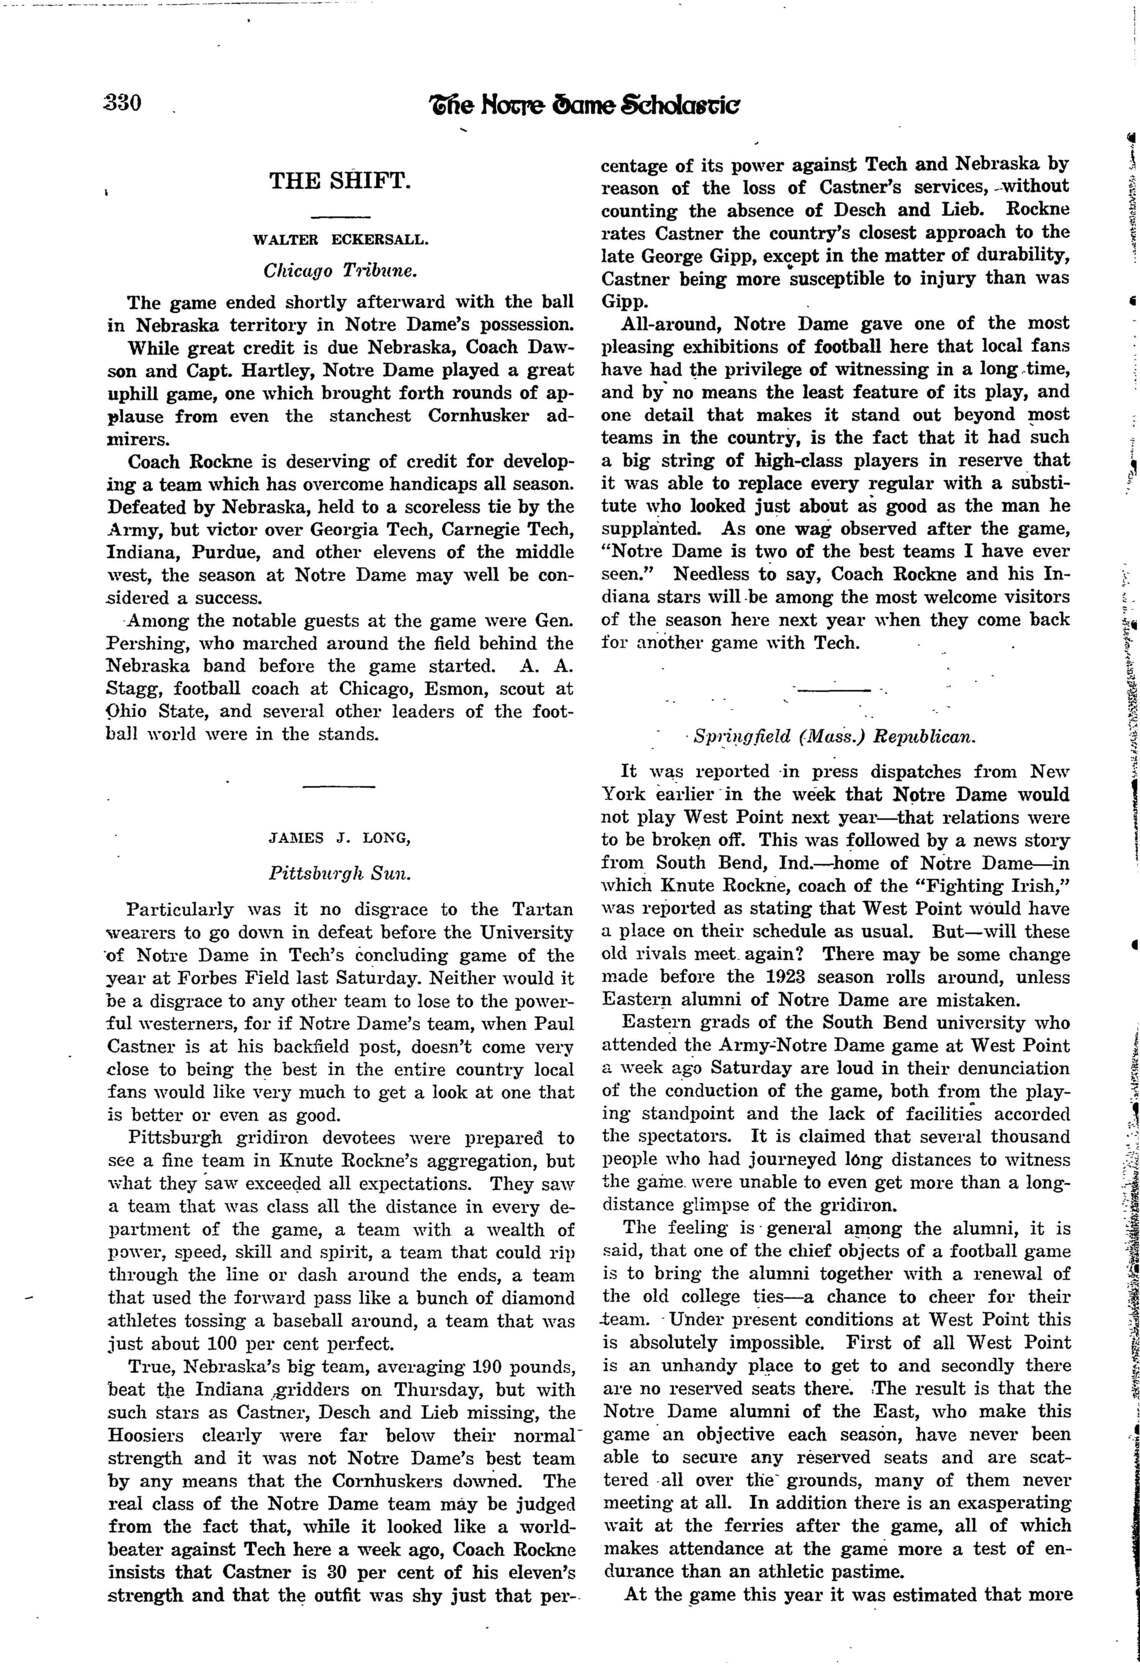 330
The Notre Dame Scholastic
THE SHIFT.
WALTER ECKERSALL.
Chicago Tribune.
The game ended shortly afterward with the ball
in Nebraska territory in Notre Dame's possession.
While great credit is due Nebraska, Coach Daw-
son and Capt. Hartley, Notre Dame played a great
uphill game, one which brought forth rounds of ap-
plause from even the stanchest Cornhusker ad-
mirers.
Coach Rockne is deserving of credit for develop-
ing a team which has overcome handicaps all season.
Defeated by Nebraska, held to a scoreless tie by the
Army, but victor over Georgia Tech, Carnegie Tech,
Indiana, Purdue, and other elevens of the middle
west, the season at Notre Dame may well be con-
sidered a success.
Among the notable guests at the game were Gen.
Pershing, who marched around the field behind the
Nebraska band before the game started. A. A.
Stagg, football coach at Chicago, Esmon, scout at
Ohio State, and several other leaders of the foot-
ball world were in the stands.
JAMES J. LONG,
Pittsburgh Sun.
Particularly was it no disgrace to the Tartan
wearers to go down in defeat before the University
of Notre Dame in Tech's concluding game of the
year at Forbes Field last Saturday. Neither would it
be a disgrace to any other team to lose to the power-
ful westerners, for if Notre Dame's team, when Paul
Castner is at his backfield post, doesn't come very
close to being the best in the entire country local
fans would like very much to get a look at one that
is better or even as good.
Pittsburgh gridiron devotees were prepared to
see a fine team in Knute Rockne's aggregation, but
what they saw exceeded all expectations. They saw
a team that was class all the distance in every de-
partment of the game, a team with a wealth of
power, speed, skill and spirit, a team that could rip
through the line or dash around the ends, a team
that used the forward pass like a bunch of diamond
athletes tossing a baseball around, a team that was
just about 100 per cent perfect.
True, Nebraska's big team, averaging 190 pounds,
beat the Indiana gridders on Thursday, but with
such stars as Castner, Desch and Lieb missing, the
Hoosiers clearly were far below their normal
strength and it was not Notre Dame's best team
by any means that the Cornhuskers downed. The
real class of the Notre Dame team may be judged
from the fact that, while it looked like a world-
beater against Tech here a week ago, Coach Rockne
insists that Castner is 30 per cent of his eleven's
strength and that the outfit was shy just that per-
centage of its power against Tech and Nebraska by
reason of the loss of Castner's services, without
counting the absence of Desch and Lieb. Rockne
rates Castner the country's closest approach to the
late George Gipp, except in the matter of durability,
Castner being more susceptible to injury than was
Gipp.
All-around, Notre Dame gave one of the most
pleasing exhibitions of football here that local fans
have had the privilege of witnessing in a long time,
and by no means the least feature of its play, and
one detail that makes it stand out beyond most
teams in the country, is the fact that it had such
a big string of high-class players in reserve that
it was able to replace every regular with a substi-
tute who looked just about as good as the man he
supplanted. As one wag observed after the game,
"Notre Dame is two of the best teams I have ever
seen." Needless to say, Coach Rockne and his In-
diana stars will be among the most welcome visitors
of the season here next year when they come back
for another game with Tech.
Springfield (Mass.) Republican.
It was reported in press dispatches from New
York earlier in the week that Notre Dame would
not play West Point next year—that relations were
to be broken off. This was followed by a news story
from South Bend, Ind.—home of Notre Dame—in
which Knute Rockne, coach of the "Fighting Irish,"
was reported as stating that West Point would have
a place on their schedule as usual. But—will these
old rivals meet again? There may be some change
made before the 1923 season rolls around, unless
Eastern alumni of Notre Dame are mistaken.
Eastern grads of the South Bend university who
attended the Army-Notre Dame game at West Point
a week ago Saturday are loud in their denunciation
of the conduction of the game, both from the play-
ing standpoint and the lack of facilities accorded
the spectators. It is claimed that several thousand
people who had journeyed long distances to witness
the game were unable to even get more than a long-
distance glimpse of the gridiron.
The feeling is general among the alumni, it is
said, that one of the chief objects of a football game
is to bring the alumni together with a renewal of
the old college ties—a chance to cheer for their
team. Under present conditions at West Point this
is absolutely impossible. First of all West Point
is an unhandy place to get to and secondly there
are no reserved seats there. The result is that the
Notre Dame alumni of the East, who make this
game an objective each season, have never been
able to secure any reserved seats and are scat-
tered all over the grounds, many of them never
meeting at all. In addition there is an exasperating
wait at the ferries after the game, all of which
makes attendance at the game more a test of en-
durance than an athletic pastime.
At the game this year it was estimated that more